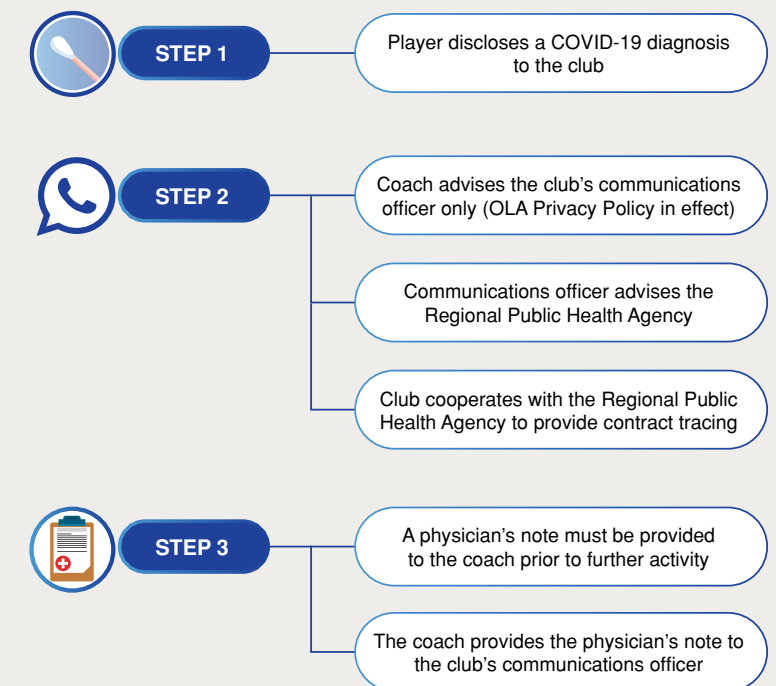 STEP 1
Player discloses a COVID-19 diagnosis
to the club
STEP 2
Coach advises the club's communications
officer only (OLA Privacy Policy in effect)
Communications officer advises the
Regional Public Health Agency
Club cooperates with the Regional Public
Health Agency to provide contract tracing
STEP 3
A physician's note must be provided
to the coach prior to further activity
The coach provides the physician's note to
the club's communications officer